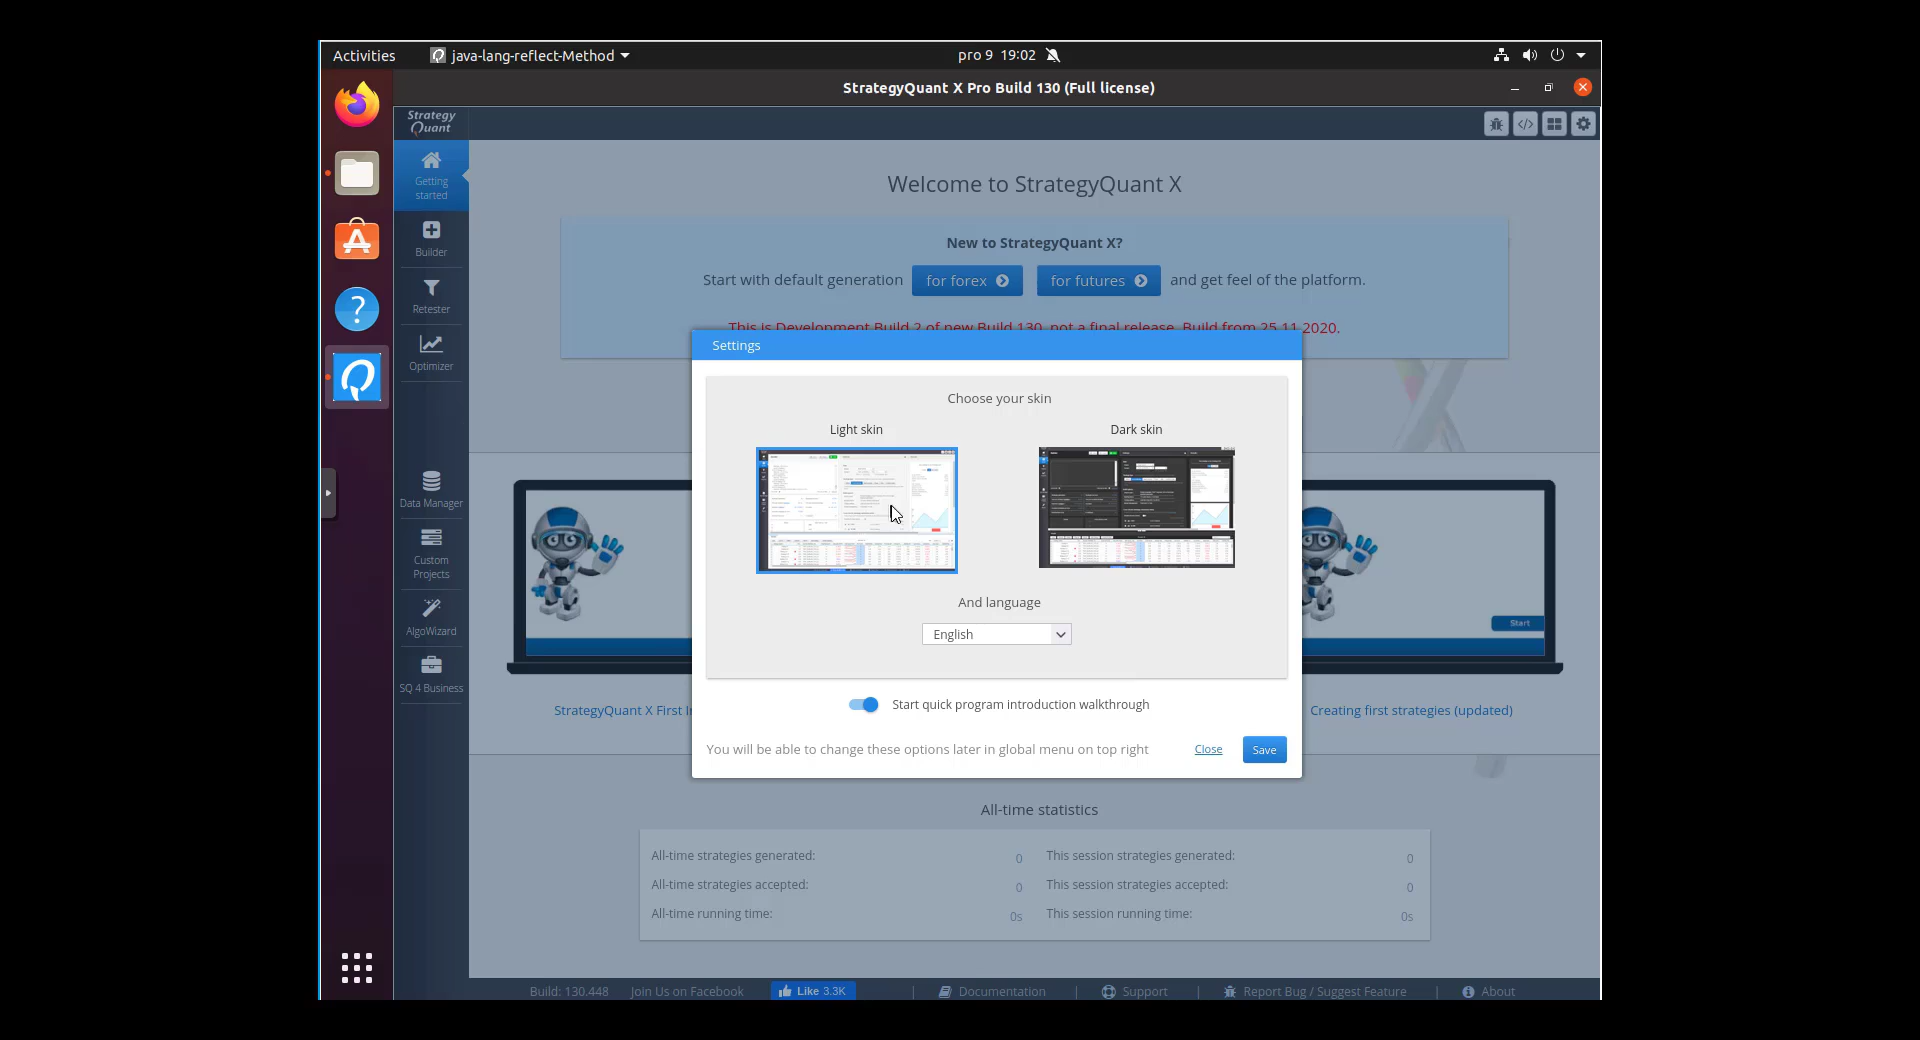 Activities
java-lang-reflect-Method
pro 9 19:02
StrategyQuant X Pro Build 130 (Full license)
Strategy
Quant
Getting
started
Builder
Retester
Optimizer
Data Manager
Custom
Projects
AlgoWizard
SQ 4 Business
Welcome to StrategyQuant X
New to StrategyQuant X?
Start with default generation for forex for futures and get feel of the platform.
This is Development Build 2 of new Build 130, not a final release. Build from 25.11.2020.
Settings
Choose your skin
Light skin
Dark skin
And language
English
Start quick program introduction walkthrough
You will be able to change these options later in global menu on top right
Close
Save
Start
StrategyQuant X First
Creating first strategies (updated)
All-time statistics
All-time strategies generated: 0
This session strategies generated: 0
All-time strategies accepted: 0
This session strategies accepted: 0
All-time running time: 0s
This session running time: 0s
Build: 130.448
Join Us on Facebook
Like 3.3K
Documentation
Support
Report Bug / Suggest Feature
About